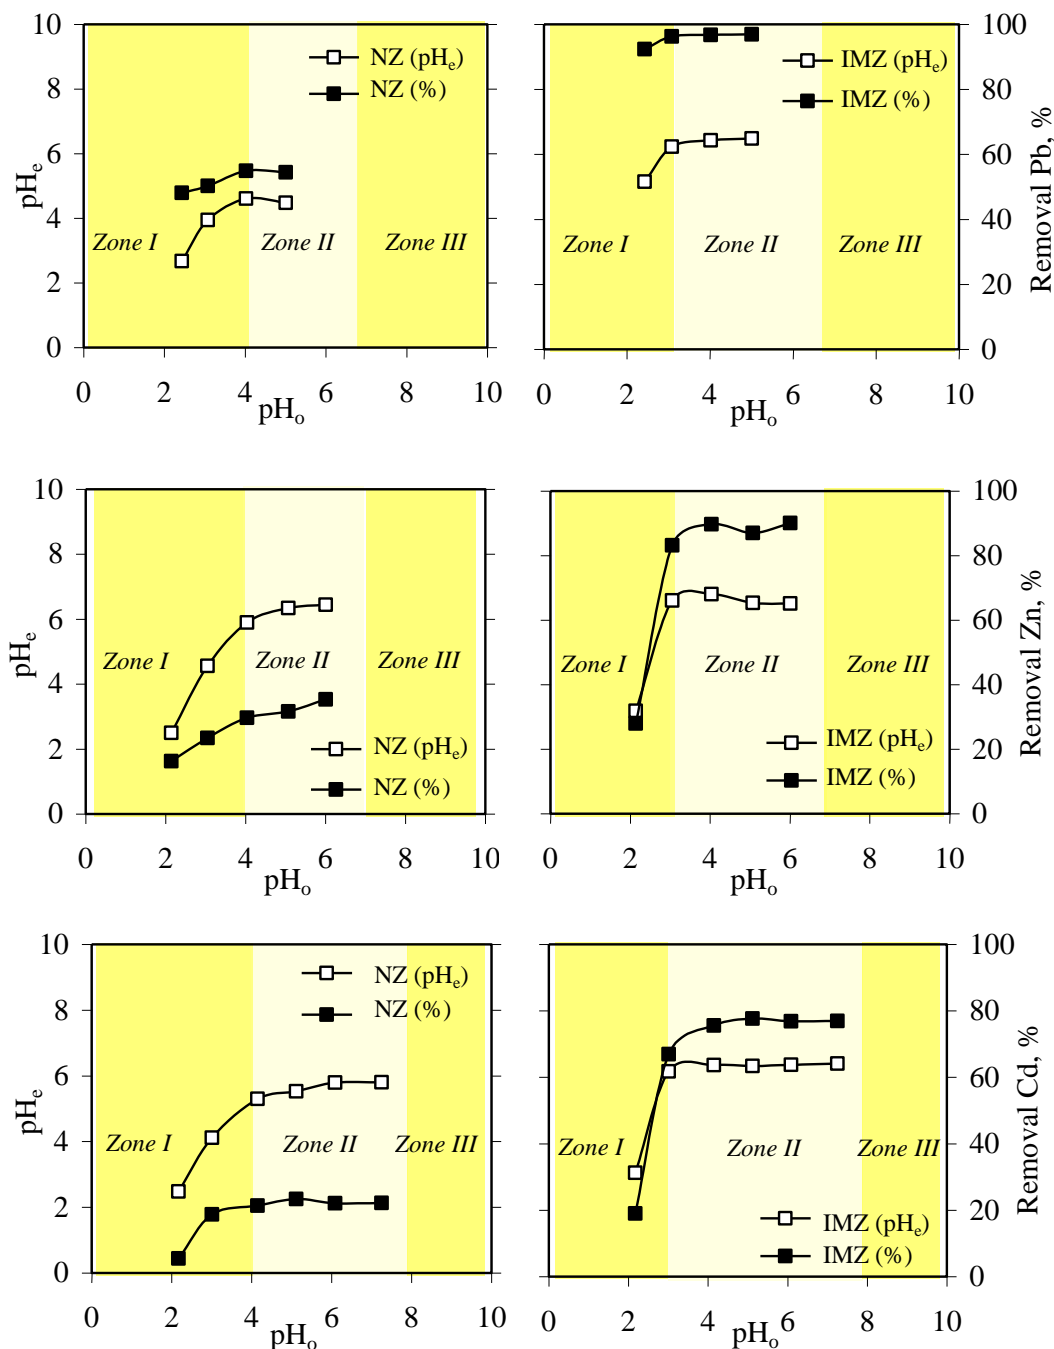 10
8
6
4
2
0
pHe
NZ (pHe)
NZ (%)
Zone I
Zone II
Zone III
0 2 4 6 8 10
pHo
IMZ (pHe)
IMZ (%)
Zone I
Zone II
Zone III
100
80
60
40
20
0
Removal Pb, %
0 2 4 6 8 10
pHo
10
8
6
4
2
0
pHe
Zone I
Zone II
Zone III
NZ (pHe)
NZ (%)
0 2 4 6 8 10
pHo
Zone I
Zone II
Zone III
IMZ (pHe)
IMZ (%)
100
80
60
40
20
0
Removal Zn, %
0 2 4 6 8 10
pHo
10
8
6
4
2
0
pHe
NZ (pHe)
NZ (%)
Zone I
Zone II
Zone III
0 2 4 6 8 10
pHo
Zone I
Zone II
Zone III
IMZ (pHe)
IMZ (%)
100
80
60
40
20
0
Removal Cd, %
0 2 4 6 8 10
pHo